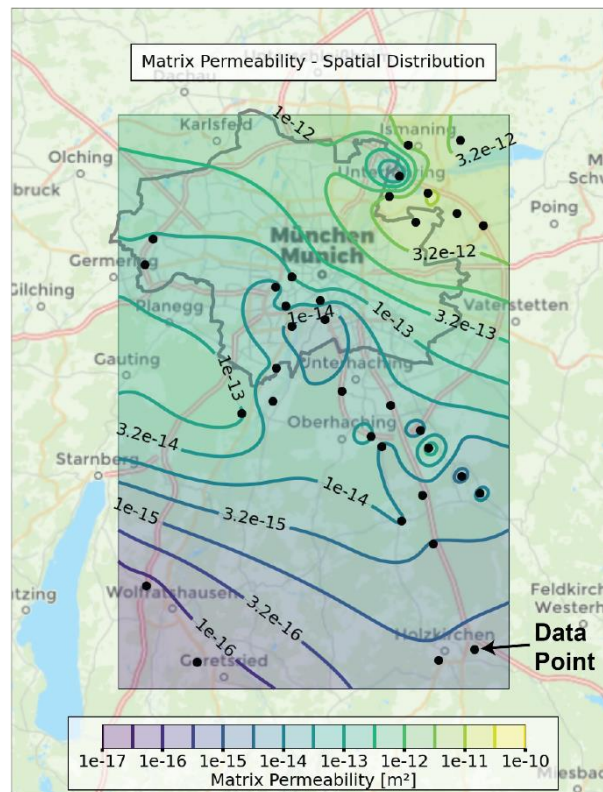 Matrix Permeability - Spatial Distribution
Dachau
Karlsfeld
1e-12
Ismaning
3.2e-12
Olching
bruck
Poing
München
Munich
3.2e-12
Germering
Gilching
Planegg
1e-14
1e-13
3.2e-13
Vaterstetten
Gauting
1e-13
Unterhaching
Oberhaching
3.2e-14
Starnberg
1e-14
1e-15
3.2e-15
Wolfratshausen
3.2e-16
1e-16
Geretsried
Holzkirchen
Feldkirch
Westerh
Data
Point
1e-17 1e-16 1e-15 1e-14 1e-13 1e-12 1e-11 1e-10
Matrix Permeability [m²]
Miesbac